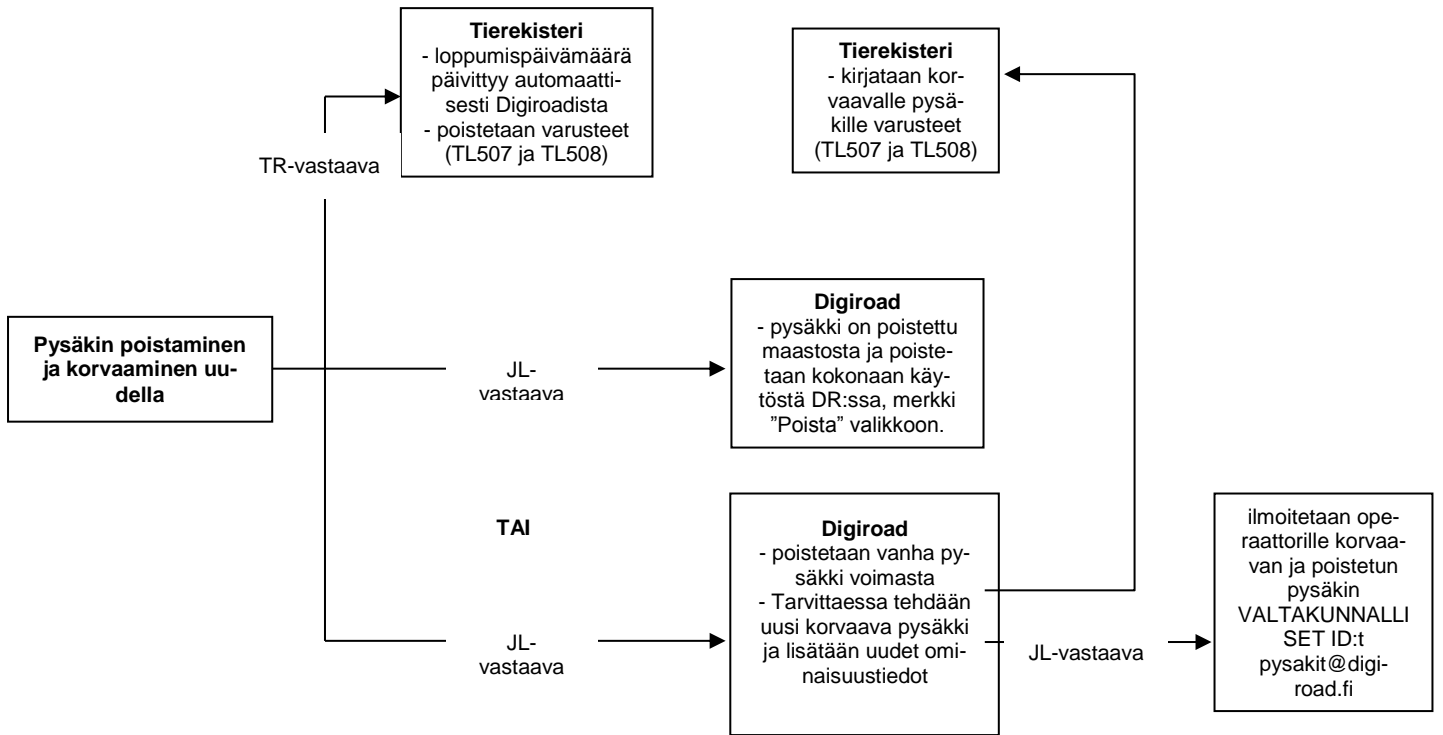 Tierekisteri
- loppumispäivämäärä
päivittyy automaatti-
sesti Digiroadista
- poistetaan varusteet
(TL507 ja TL508)
Tierekisteri
- kirjataan kor-
vaavalle pysä-
kille varusteet
(TL507 ja TL508)
TR-vastaava
Pysäkin poistaminen
ja korvaaminen uu-
della
JL-
vastaava
Digiroad
- pysäkki on poistettu
maastosta ja poiste-
taan kokonaan käy-
töstä DR:ssa, merkki
”Poista” valikkoon.
TAI
JL-
vastaava
Digiroad
- poistetaan vanha py-
säkki voimasta
- Tarvittaessa tehdään
uusi korvaava pysäkki
ja lisätään uudet omi-
naisuustiedot
JL-vastaava
ilmoitetaan ope-
raattorille korvaa-
van ja poistetun
pysäkin
VALTAKUNNALLI
SET ID:t
pysakit@digi-
road.fi